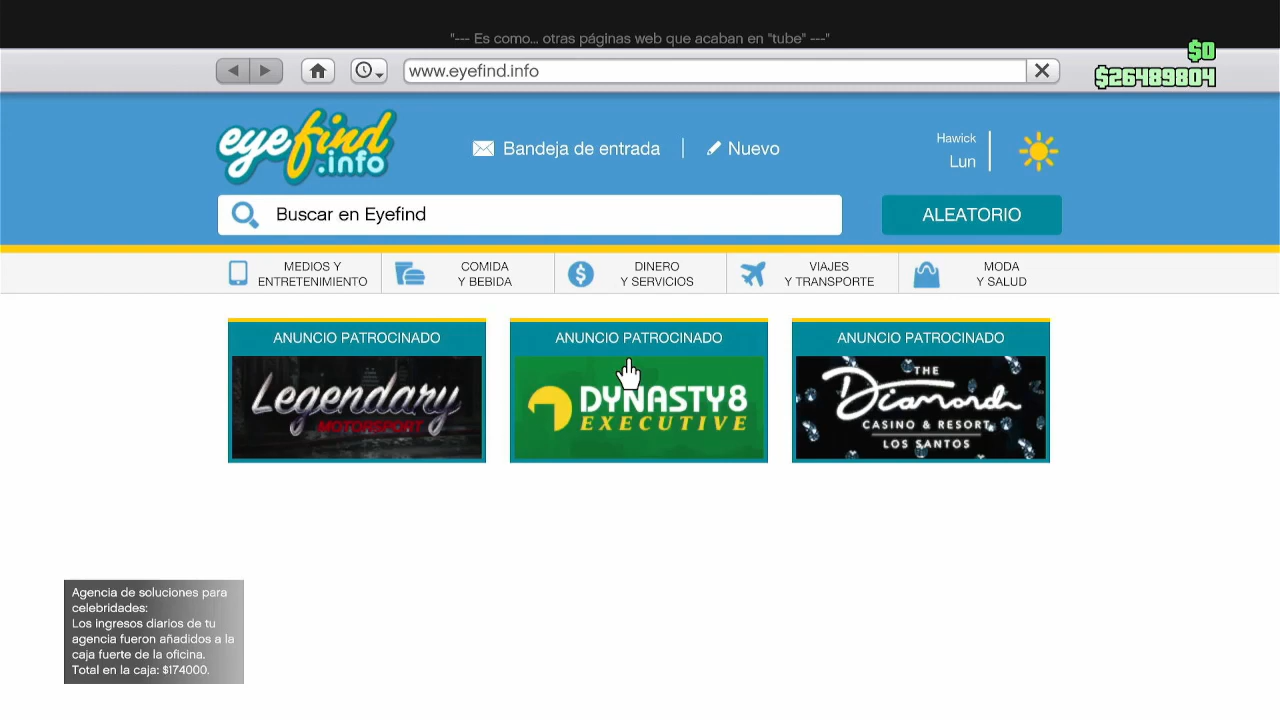 "--- Es como... otras páginas web que acaban en "tube" ---"
$0
www.eyefind.info
$26489804
eyefind
.info
Bandeja de entrada
Nuevo
Hawick
Lun
Buscar en Eyefind
ALEATORIO
MEDIOS Y
ENTRETENIMIENTO
COMIDA
Y BEBIDA
DINERO
Y SERVICIOS
VIAJES
Y TRANSPORTE
MODA
Y SALUD
ANUNCIO PATROCINADO
Legendary
MOTORSPORT
ANUNCIO PATROCINADO
DYNASTY 8
EXECUTIVE
ANUNCIO PATROCINADO
THE
Diamond
CASINO & RESORT
LOS SANTOS
Agencia de soluciones para
celebridades:
Los ingresos diarios de tu
agencia fueron añadidos a la
caja fuerte de la oficina.
Total en la caja: $174000.